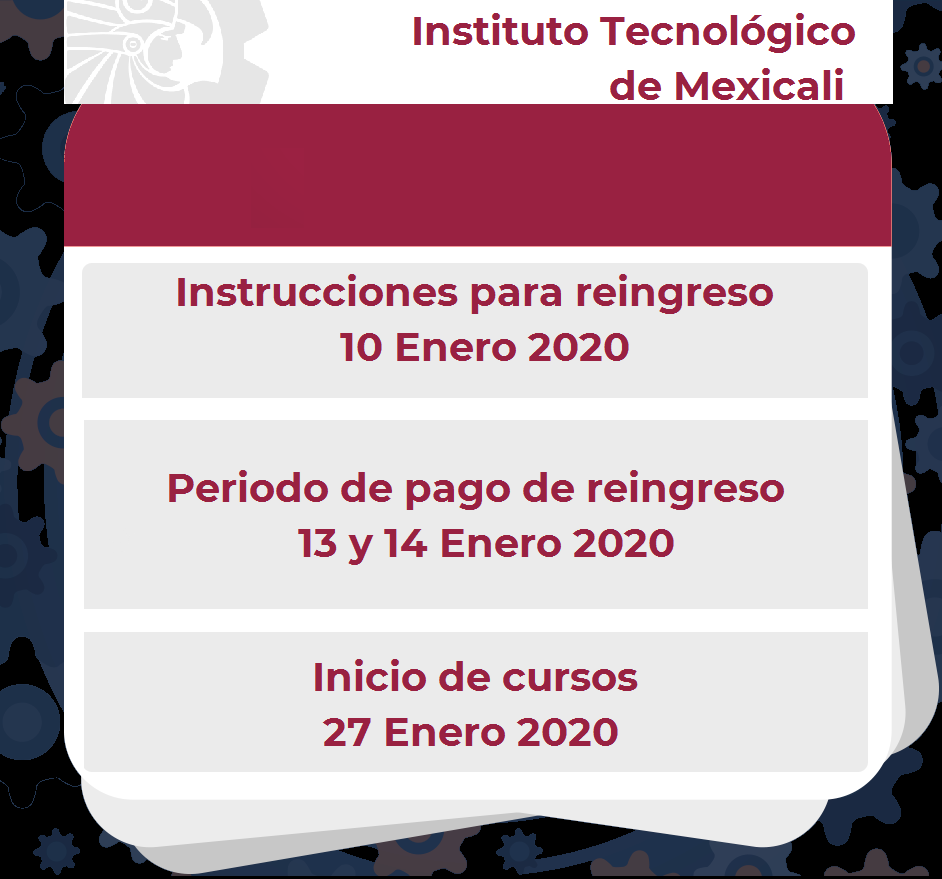 Instituto Tecnológico
de Mexicali
Instrucciones para reingreso
10 Enero 2020
Periodo de pago de reingreso
13 y 14 Enero 2020
Inicio de cursos
27 Enero 2020